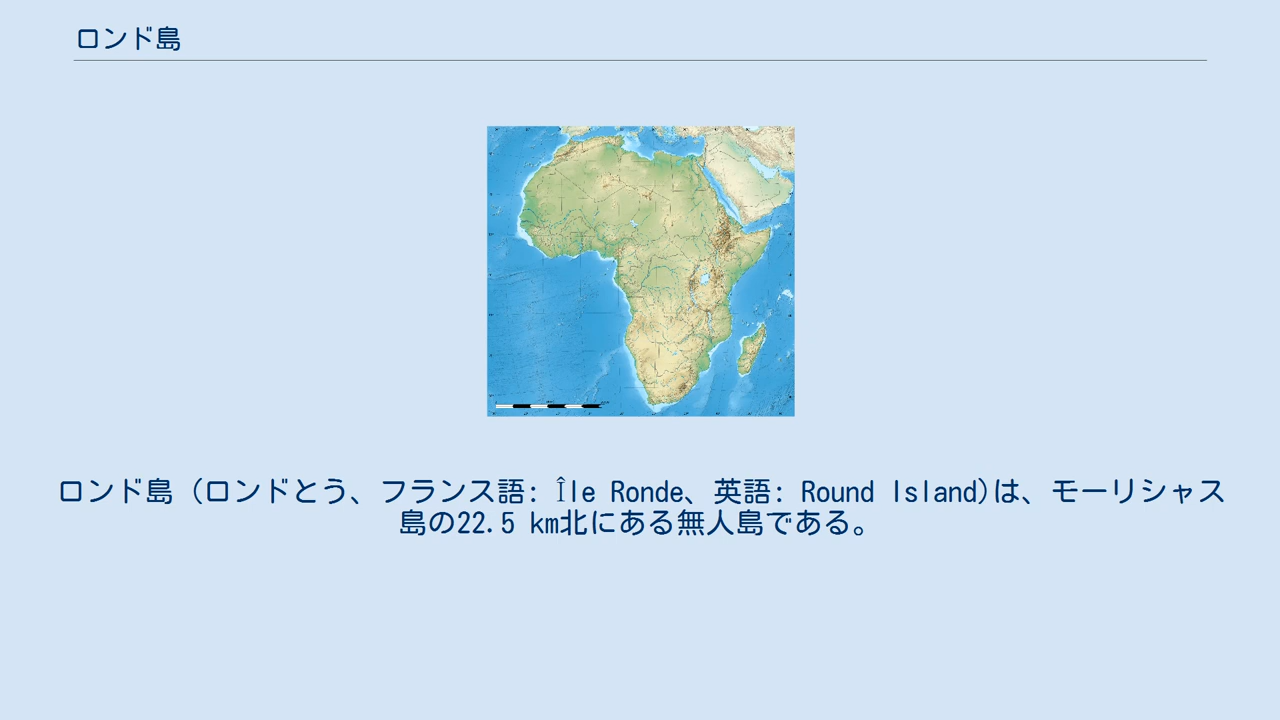 ロンド島
ロンド島 (ロンドとう、フランス語: Île Ronde、英語: Round Island)は、モーリシャス
島の22.5 km北にある無人島である。